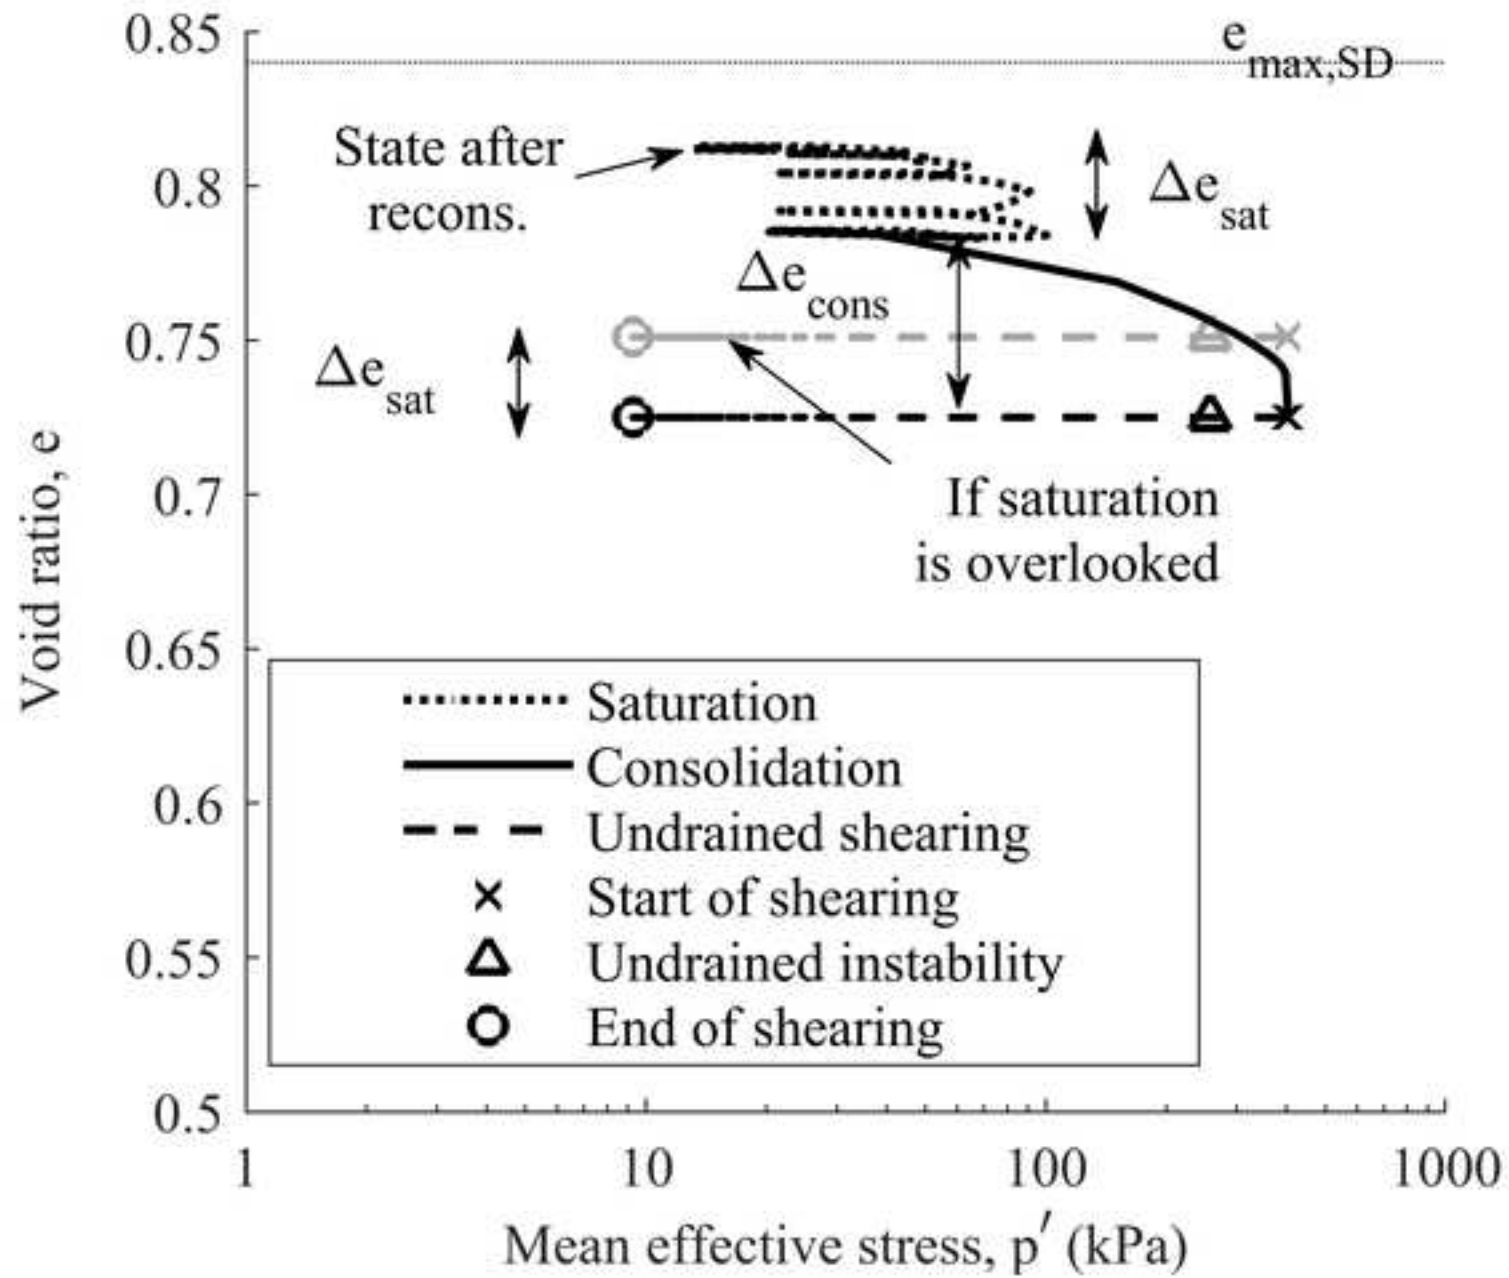 0.85
0.8
0.75
0.7
0.65
0.6
0.55
0.5
Void ratio, e
e max,SD
State after
recons.
Δe sat
Δe cons
Δe sat
If saturation
is overlooked
Saturation
Consolidation
Undrained shearing
Start of shearing
Undrained instability
End of shearing
1 10 100 1000
Mean effective stress, p′ (kPa)